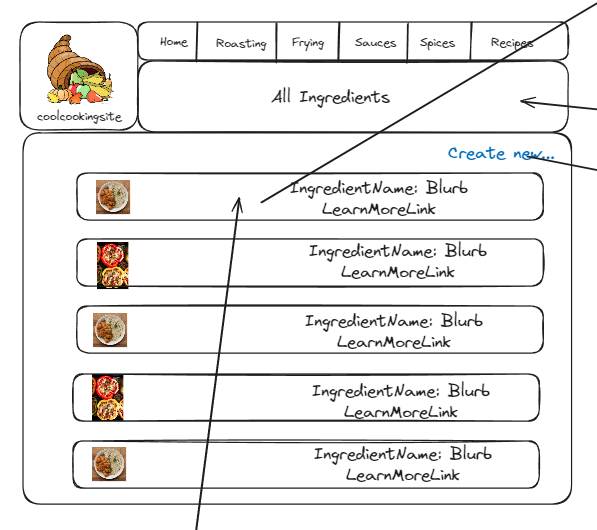 Home Roasting Frying Sauces Spices Recipes
All Ingredients
coolcookingsite
Create new...
IngredientName: Blurb
LearnMoreLink
IngredientName: Blurb
LearnMoreLink
IngredientName: Blurb
LearnMoreLink
IngredientName: Blurb
LearnMoreLink
IngredientName: Blurb
LearnMoreLink